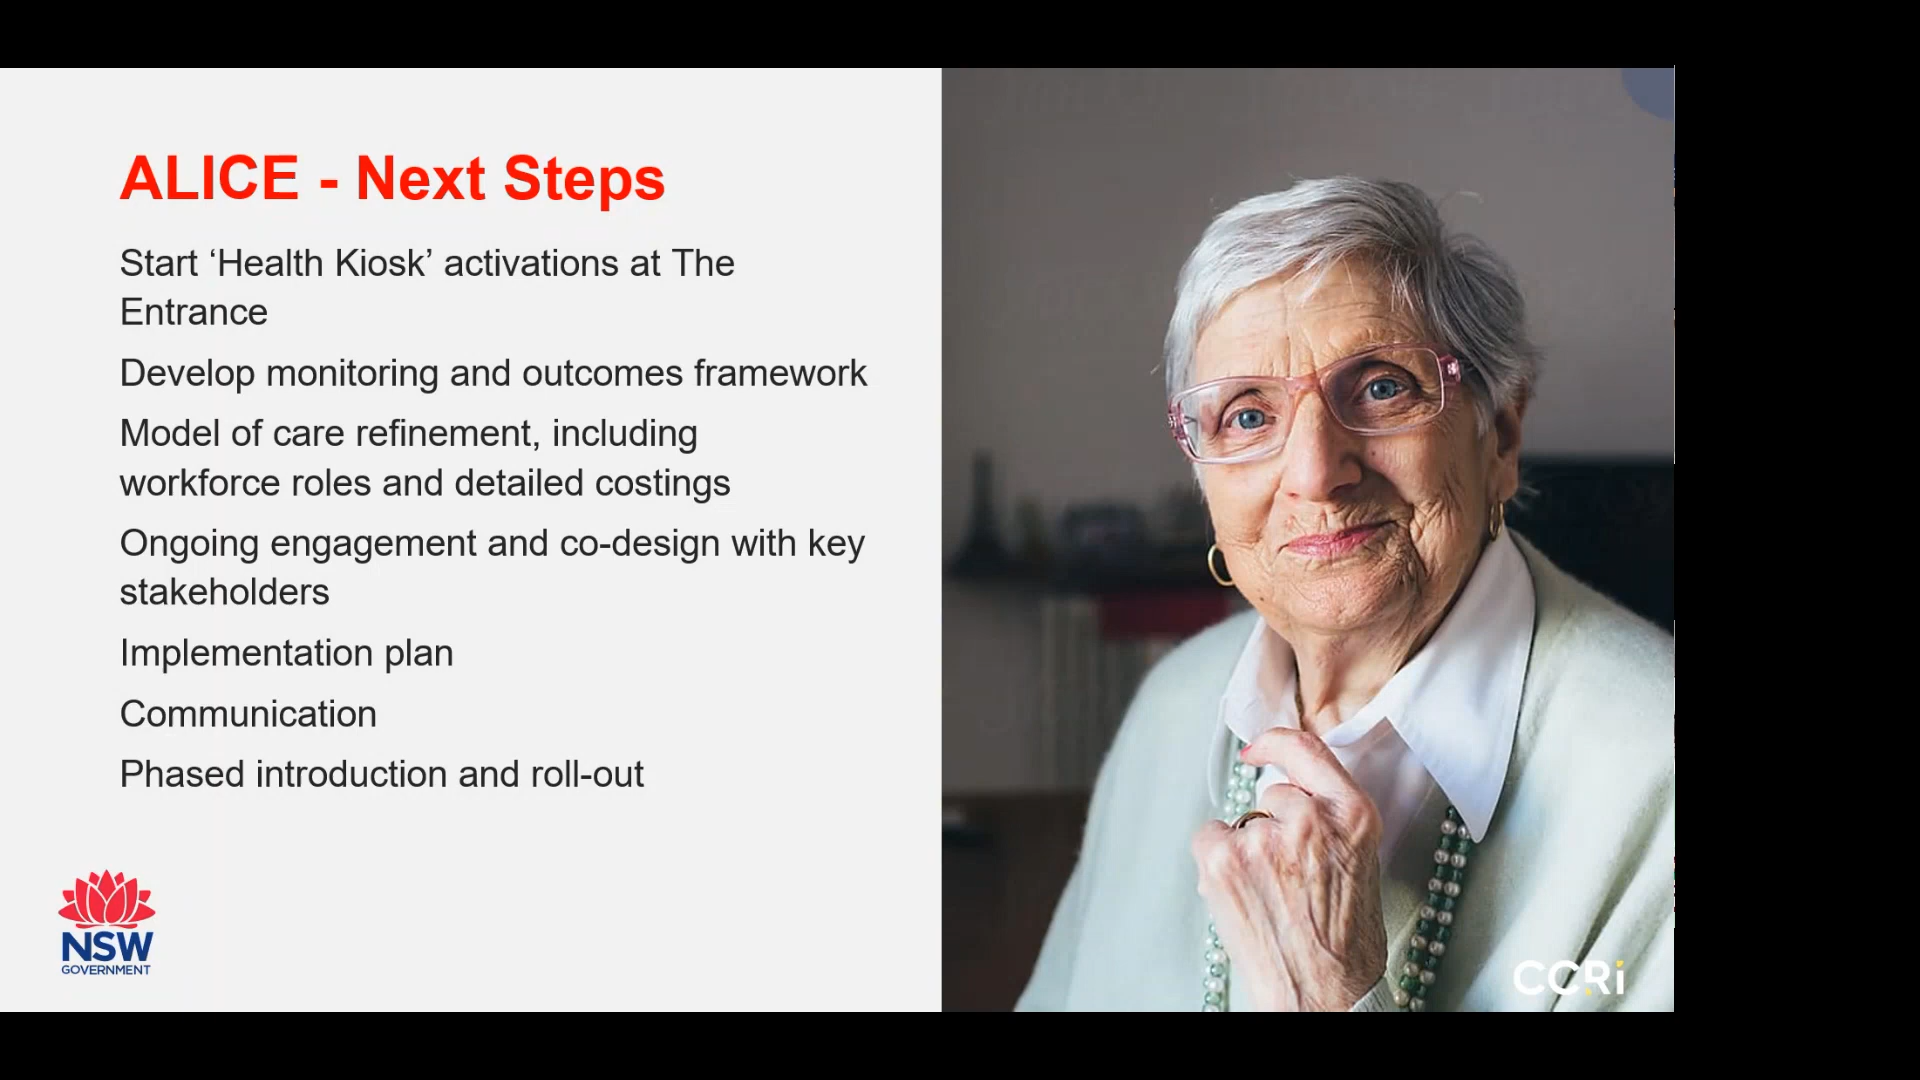 ALICE - Next Steps
Start ‘Health Kiosk’ activations at The
Entrance
Develop monitoring and outcomes framework
Model of care refinement, including
workforce roles and detailed costings
Ongoing engagement and co-design with key
stakeholders
Implementation plan
Communication
Phased introduction and roll-out
NSW
GOVERNMENT
CCRi